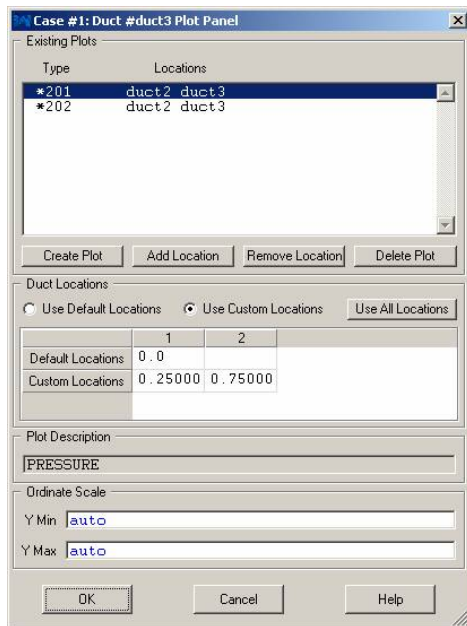 Case #1: Duct #duct3 Plot Panel
Existing Plots
Type Locations
*201 duct2 duct3
*202 duct2 duct3
Create Plot Add Location Remove Location Delete Plot
Duct Locations
Use Default Locations Use Custom Locations Use All Locations
1 2
Default Locations 0.0
Custom Locations 0.25000 0.75000
Plot Description
PRESSURE
Ordinate Scale
Y Min auto
Y Max auto
OK Cancel Help